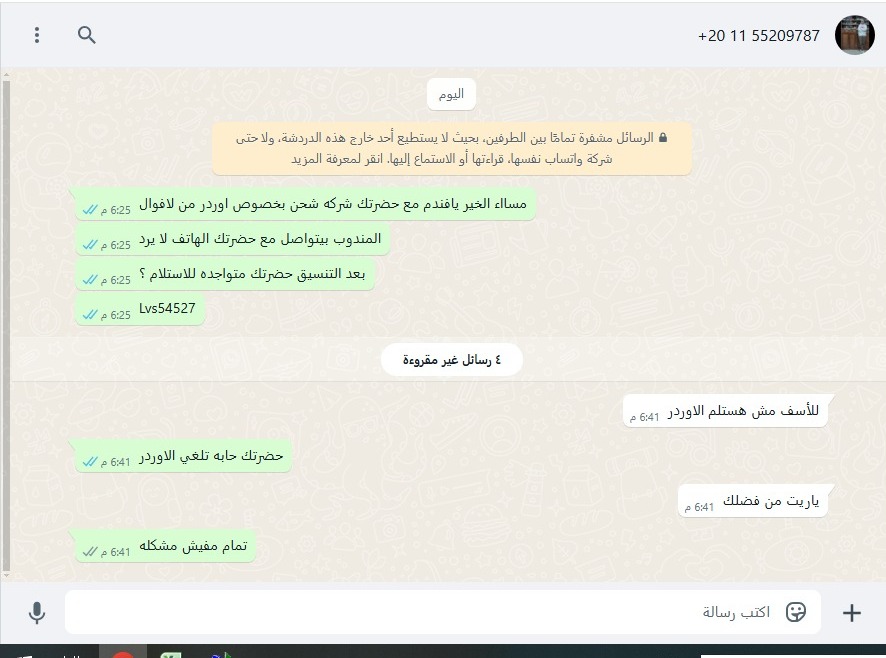 +20 11 55209787
اليوم
الرسائل مشفرة تمامًا بين الطرفين، بحيث لا يستطيع أحد خارج هذه الدردشة، ولا حتى
شركة واتساب نفسها، قراءتها أو الاستماع إليها. انقر لمعرفة المزيد
مسااء الخير يافندم مع حضرتك شركه شحن بخصوص اوردر من لافوال 6:25 م
المندوب بيتواصل مع حضرتك الهاتف لا يرد 6:25 م
بعد التنسيق حضرتك متواجده للاستلام ؟ 6:25 م
Lvs54527 6:25 م
٤ رسائل غير مقروءة
للأسف مش هستلم الاوردر 6:41 م
حضرتك حابه تلغي الاوردر 6:41 م
ياريت من فضلك 6:41 م
تمام مفيش مشكله 6:41 م
اكتب رسالة